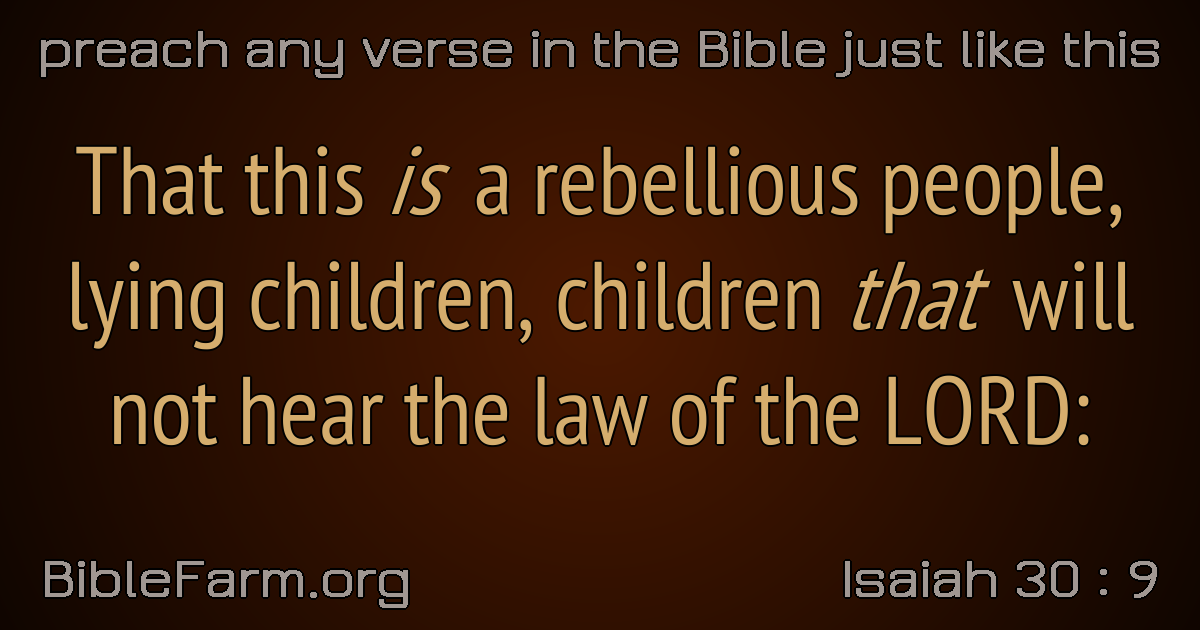 preach any verse in the Bible just like this
That this is a rebellious people,
lying children, children that will
not hear the law of the LORD:
BibleFarm.org
Isaiah 30 : 9